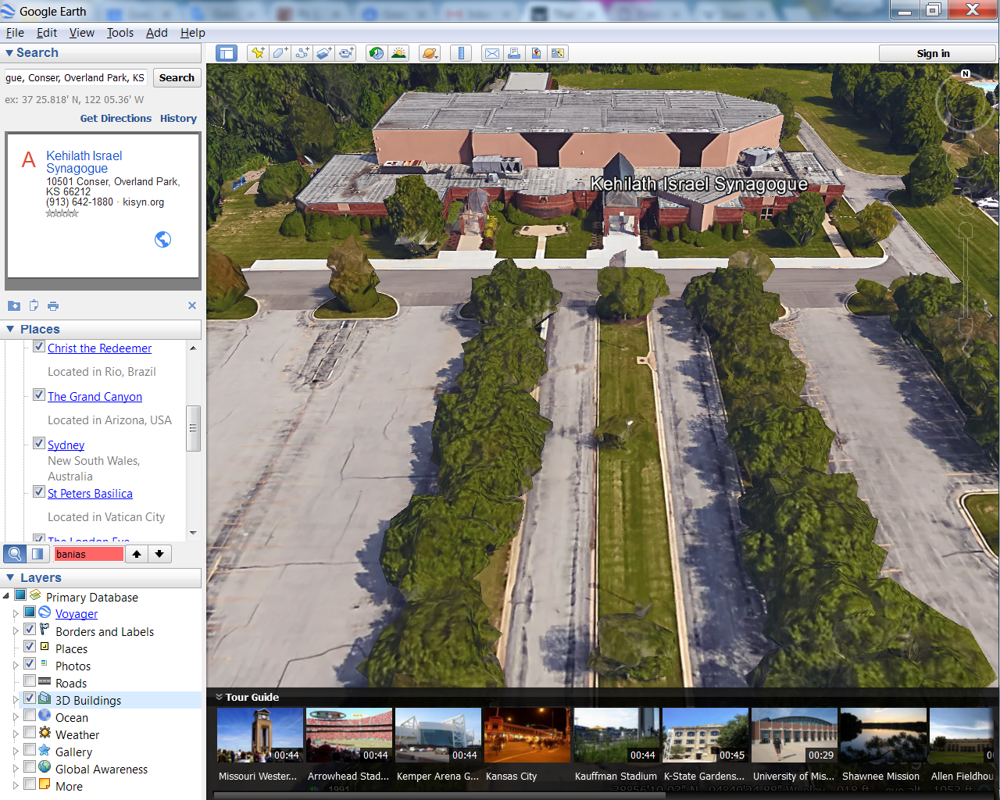 Google Earth
File Edit View Tools Add Help
Search
gue, Conser, Overland Park, KS Search
ex: 37 25.818' N, 122 05.36' W
Get Directions History
A Kehilath Israel
Synagogue
10501 Conser, Overland Park,
KS 66212
(913) 642-1880 · kisyn.org
Places
Christ the Redeemer
Located in Rio, Brazil
The Grand Canyon
Located in Arizona, USA
Sydney
New South Wales,
Australia
St Peters Basilica
Located in Vatican City
The London Eye
banias
Layers
Primary Database
Voyager
Borders and Labels
Places
Photos
Roads
3D Buildings
Ocean
Weather
Gallery
Global Awareness
More
Sign in
N
Kehilath Israel Synagogue
Tour Guide
00:44 00:44 00:44 00:44 00:45 00:29
Missouri Wester... Arrowhead Stad... Kemper Arena G... Kansas City Kauffman Stadium K-State Gardens... University of Mis... Shawnee Mission Allen Fieldhou
1991